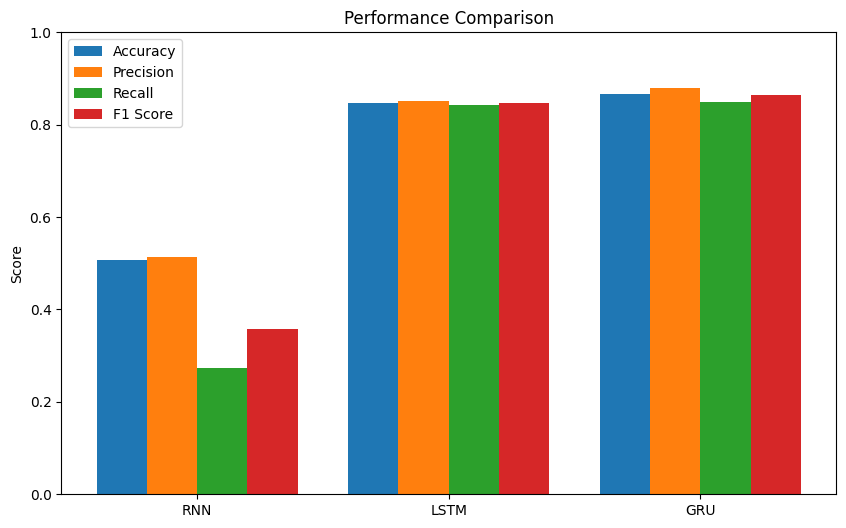 Performance Comparison
Accuracy
Precision
Recall
F1 Score
1.0
0.8
0.6
0.4
0.2
0.0
Score
RNN LSTM GRU